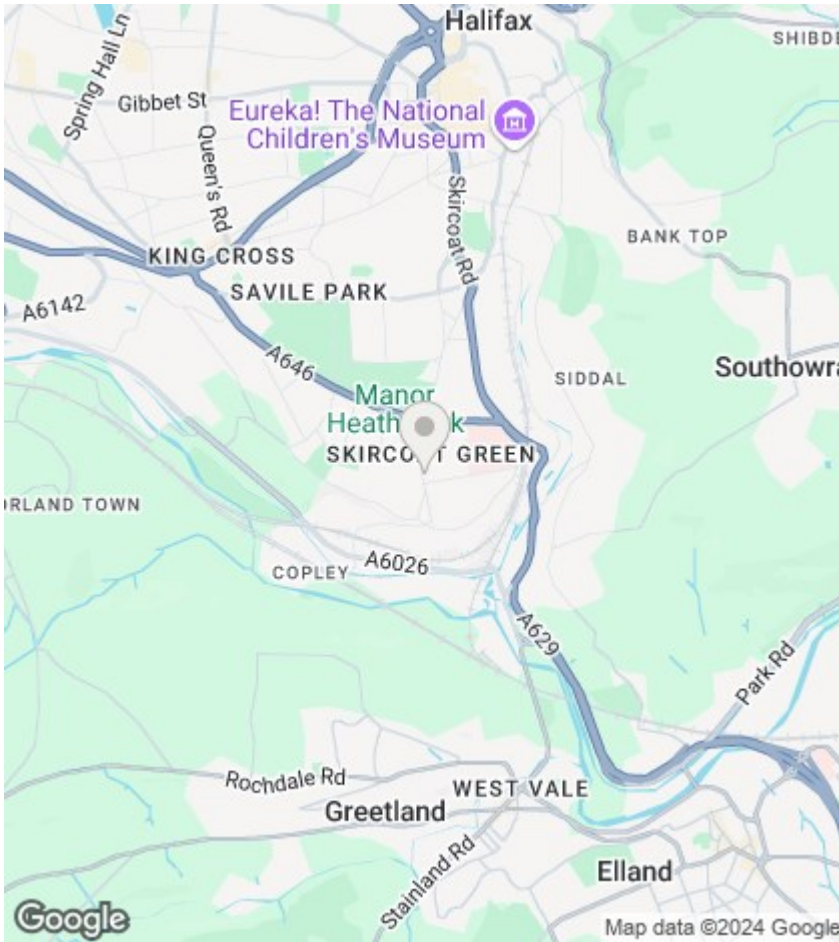 Halifax
SHIBDE
Spring Hall Ln
Gibbet St
Eureka! The National
Children's Museum
Queen's Rd
Skircoat Rd
BANK TOP
KING CROSS
SAVILE PARK
A6142
A646
SIDDAL
Southowra
Manor
Heath
SKIRCOAT GREEN
ORLAND TOWN
A6026
COPLEY
A629
Park Rd
Rochdale Rd
WEST VALE
Greetland
Stainland Rd
Elland
Google
Map data ©2024 Google